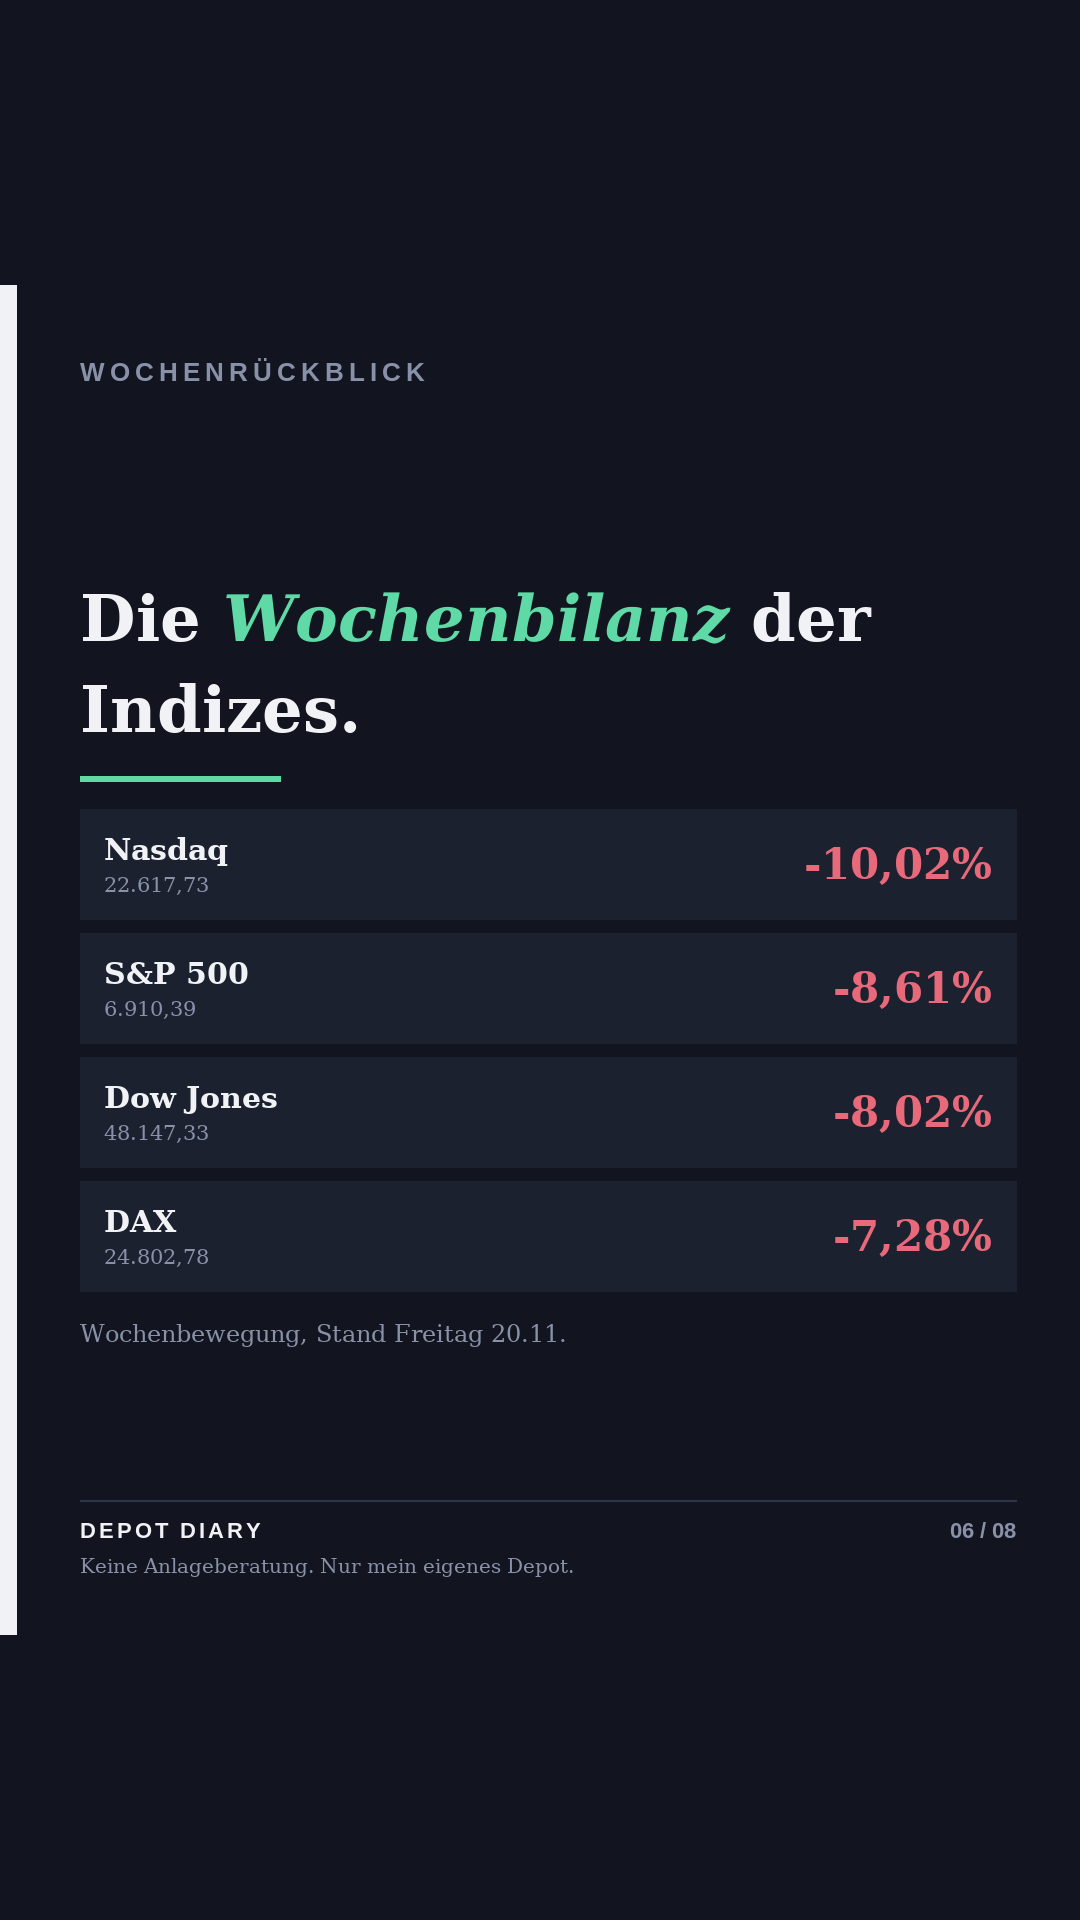 WOCHENRÜCKBLICK
Die Wochenbilanz der
Indizes.
Nasdaq
22.617,73
-10,02%
S&P 500
6.910,39
-8,61%
Dow Jones
48.147,33
-8,02%
DAX
24.802,78
-7,28%
Wochenbewegung, Stand Freitag 20.11.
DEPOT DIARY
06 / 08
Keine Anlageberatung. Nur mein eigenes Depot.